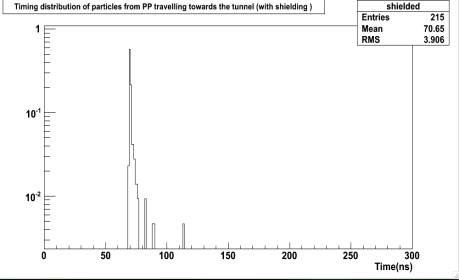 Timing distribution of particles from PP travelling towards the tunnel (with shielding )
shielded
Entries 215
Mean 70.65
RMS 3.906
1
10-1
10-2
0 50 100 150 200 250 300
Time(ns)